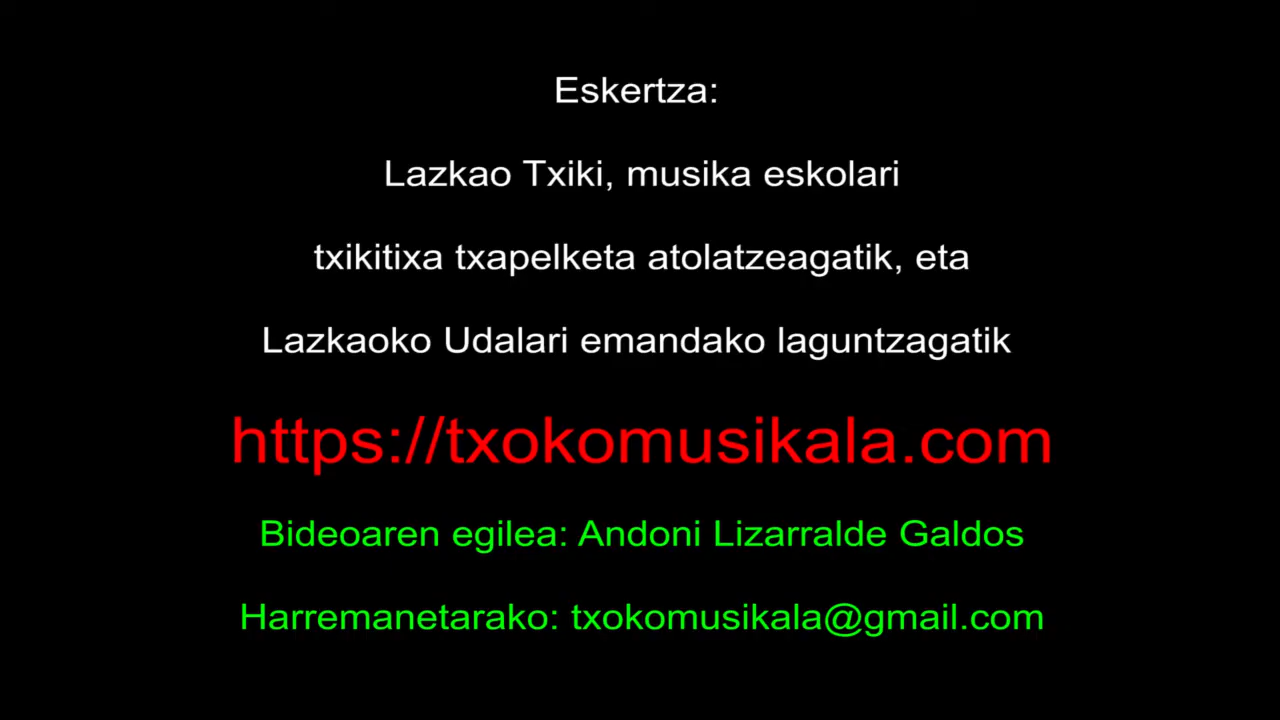 Eskertza:
Lazkao Txiki, musika eskolari
txikitixa txapelketa atolatzeagatik, eta
Lazkaoko Udalari emandako laguntzagatik
https://txokomusikala.com
Bideoaren egilea: Andoni Lizarralde Galdos
Harremanetarako: txokomusikala@gmail.com